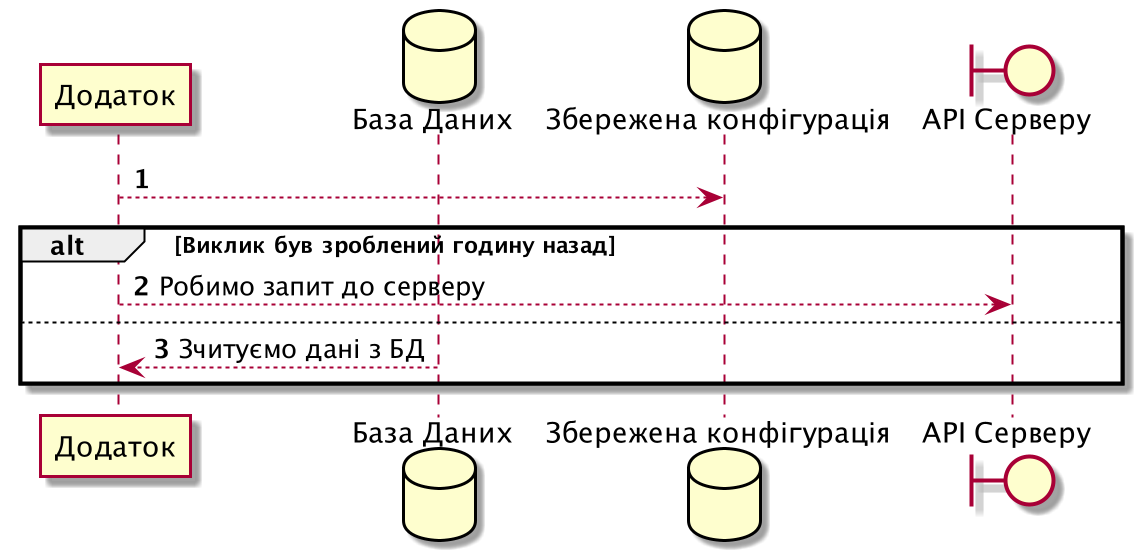 Додаток
База Даних
Збережена конфігурація
API Серверу
1
alt
[Виклик був зроблений годину назад]
2 Робимо запит до серверу
3 Зчитуємо дані з БД
Додаток
База Даних
Збережена конфігурація
API Серверу